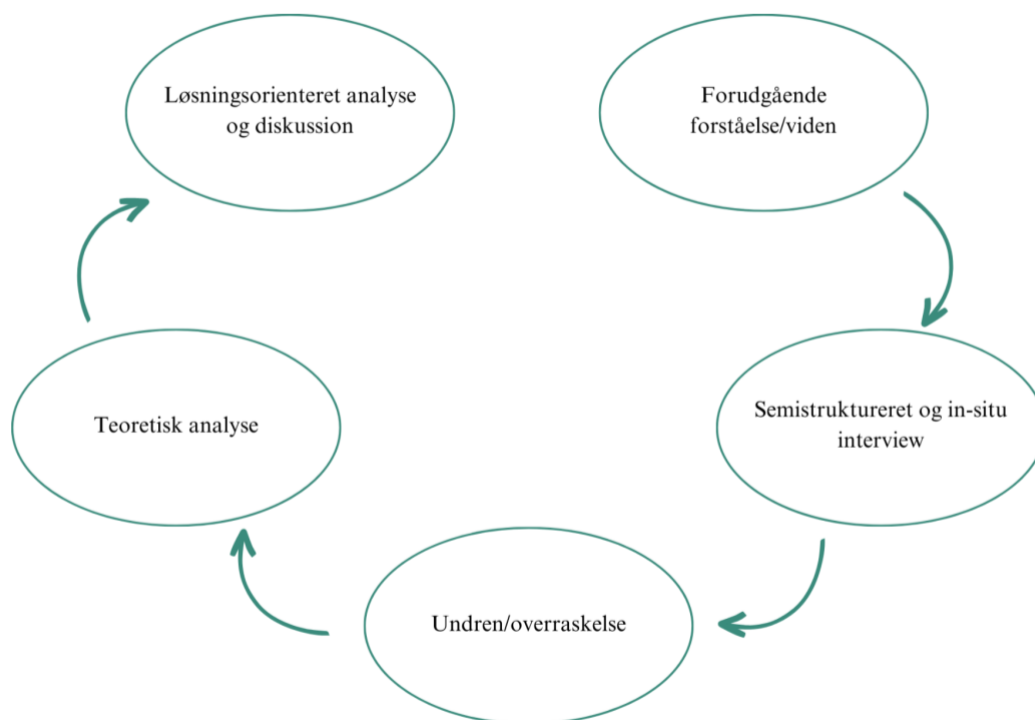 Løsningsorienteret analyse
og diskussion
Forudgående
forståelse/viden
Teoretisk analyse
Semistruktureret og in-situ
interview
Undren/overraskelse